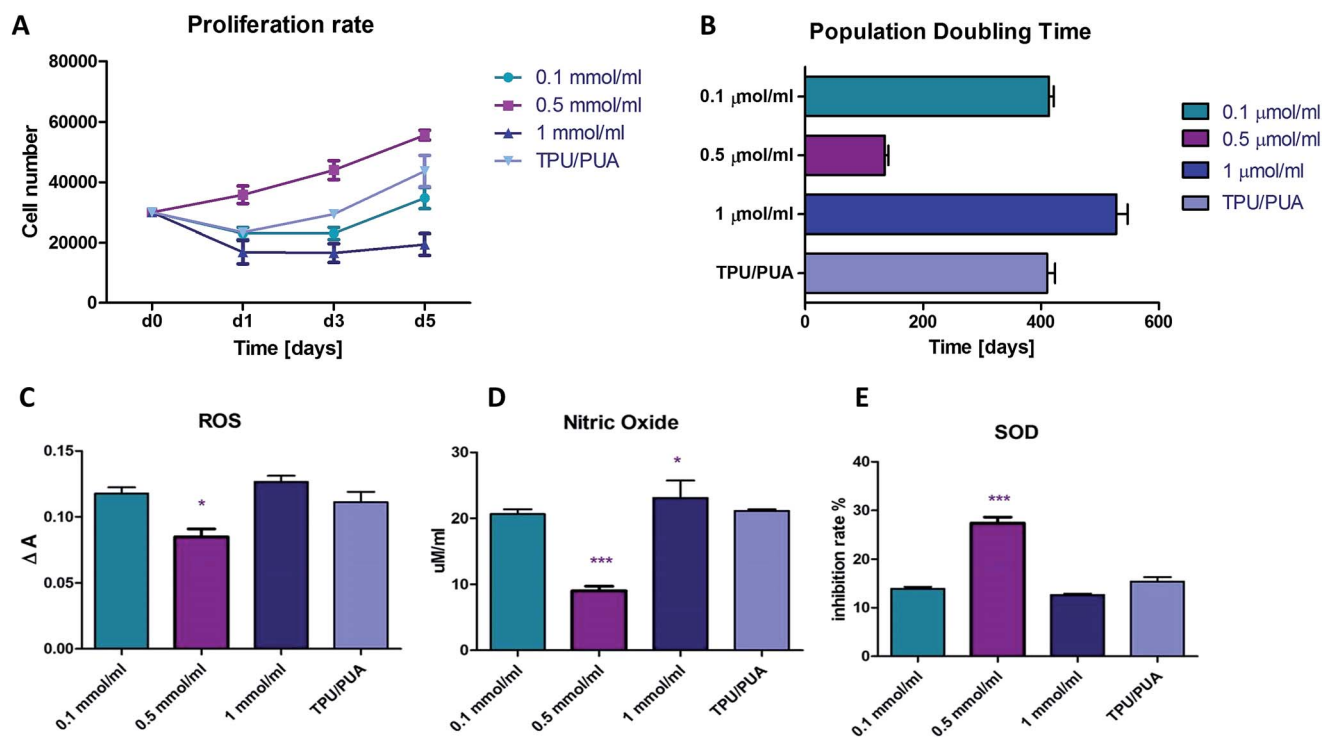 A
Proliferation rate
80000
60000
40000
20000
0
Cell number
d0 d1 d3 d5
Time [days]
0.1 mmol/ml
0.5 mmol/ml
1 mmol/ml
TPU/PUA
B
Population Doubling Time
0.1 μmol/ml
0.5 μmol/ml
1 μmol/ml
TPU/PUA
0 200 400 600
Time [days]
0.1 μmol/ml
0.5 μmol/ml
1 μmol/ml
TPU/PUA
C
ROS
0.15
0.10
0.05
0.00
Δ A
*
0.1 mmol/ml
0.5 mmol/ml
1 mmol/ml
TPU/PUA
D
Nitric Oxide
30
20
10
0
uM/ml
***
*
0.1 mmol/ml
0.5 mmol/ml
1 mmol/ml
TPU/PUA
E
SOD
40
30
20
10
0
inhibition rate %
***
0.1 mmol/ml
0.5 mmol/ml
1 mmol/ml
TPU/PUA